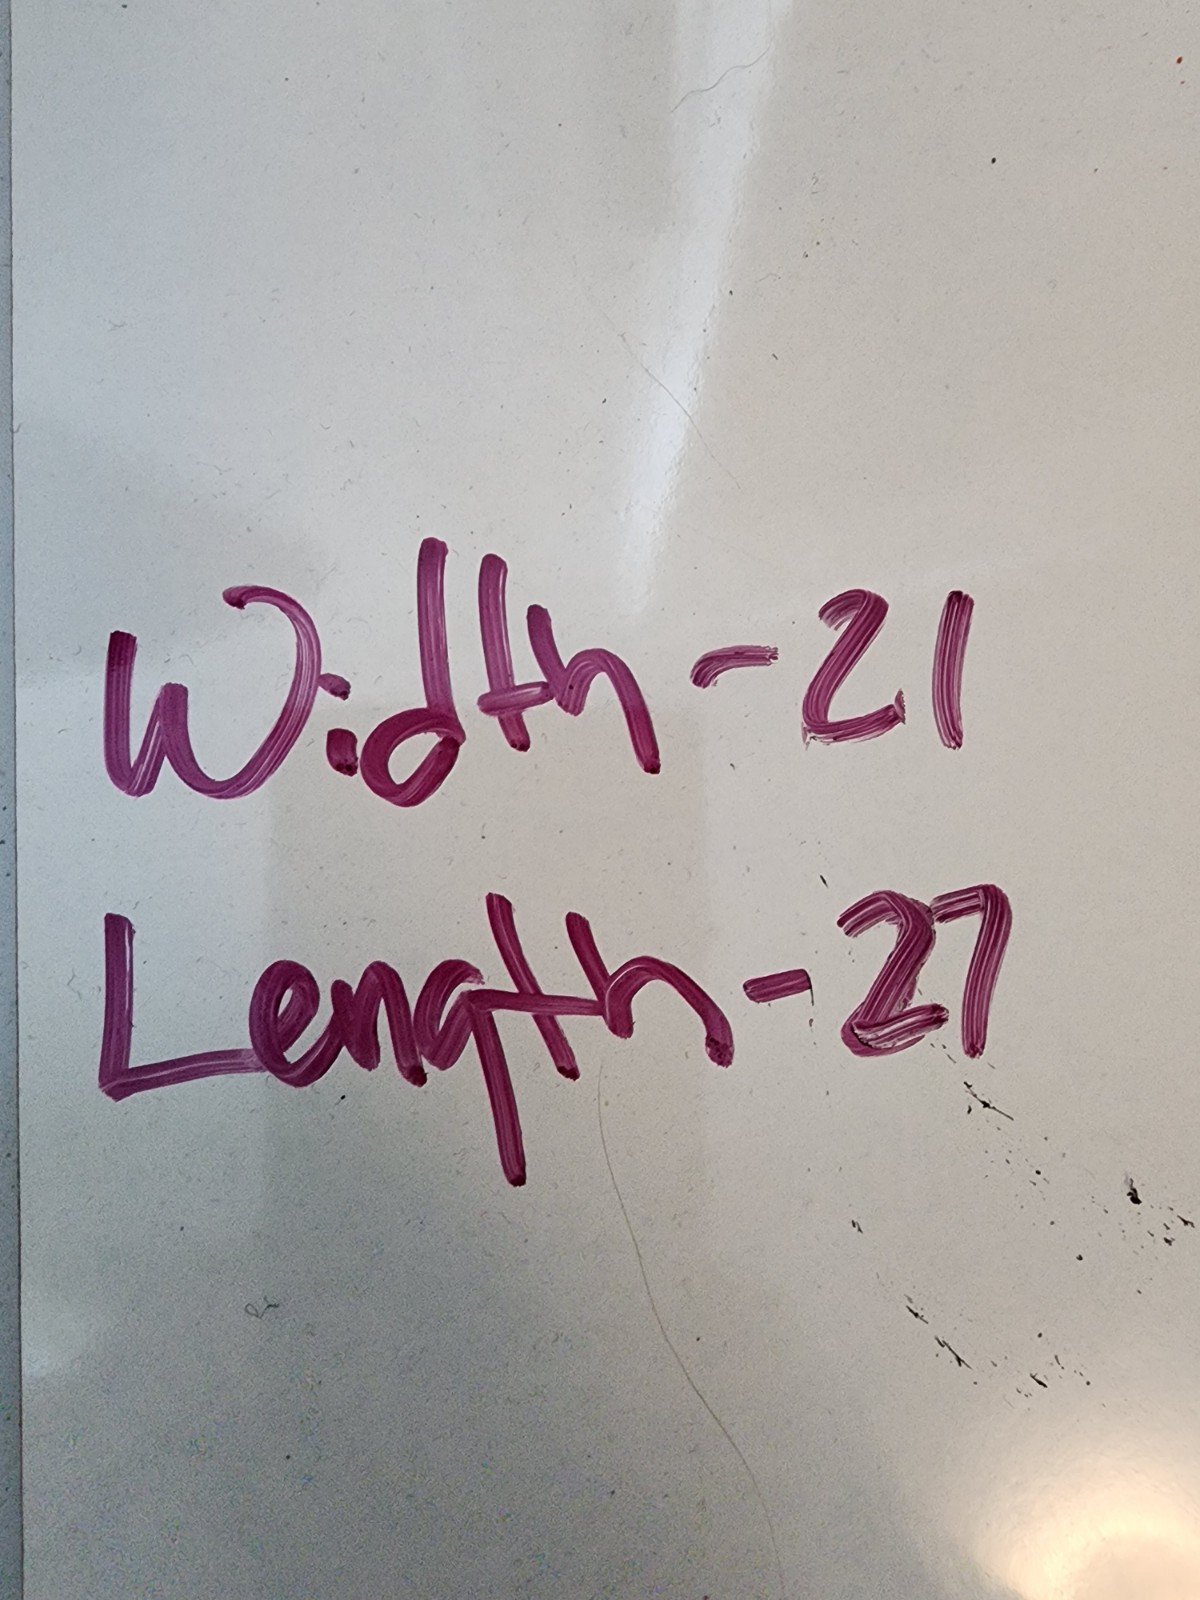 Width - 21
Length - 27